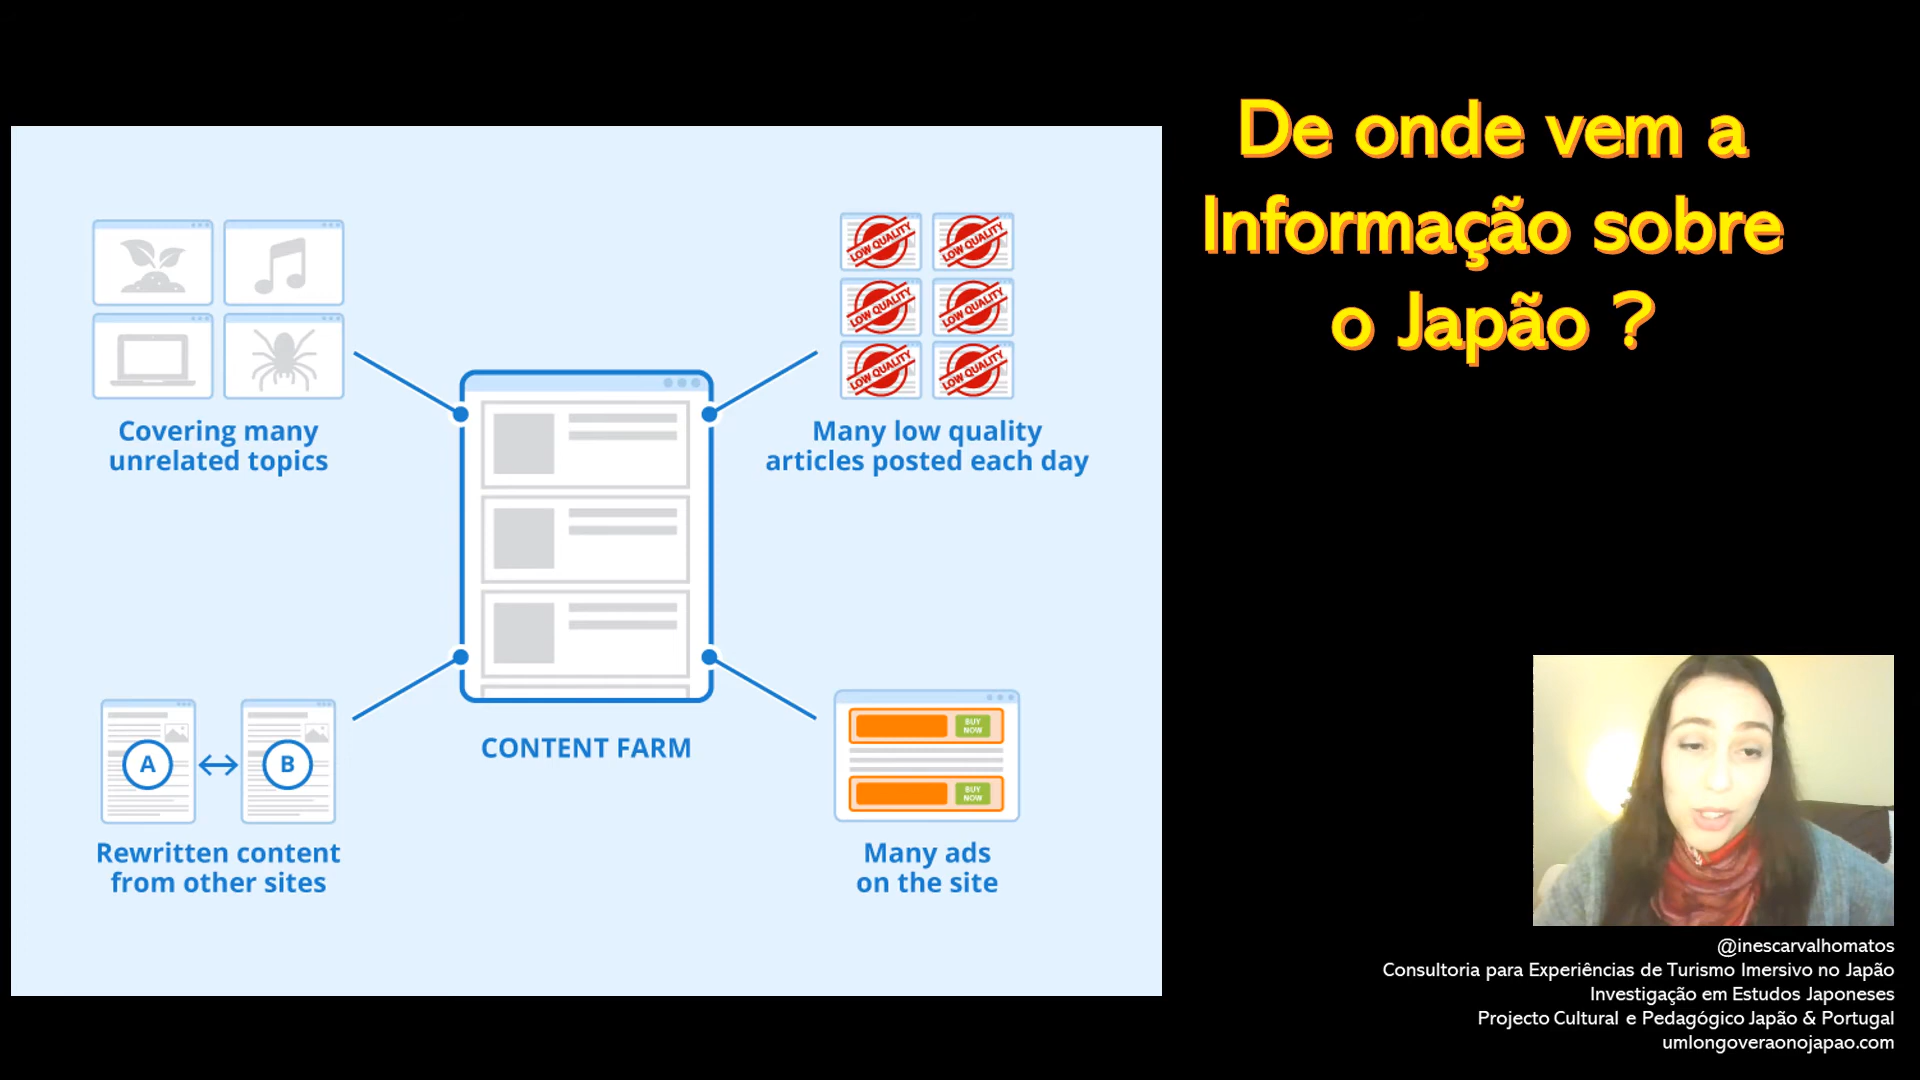 De onde vem a
Informação sobre
o Japão ?
LOW QUALITY
LOW QUALITY
LOW QUALITY
LOW QUALITY
LOW QUALITY
LOW QUALITY
Covering many
unrelated topics
Many low quality
articles posted each day
A
B
Rewritten content
from other sites
CONTENT FARM
BUY
NOW
BUY
NOW
Many ads
on the site
@inescarvalhomatos
Consultoria para Experiências de Turismo Imersivo no Japão
Investigação em Estudos Japoneses
Projecto Cultural e Pedagógico Japão & Portugal
umlongoveraonojapao.com